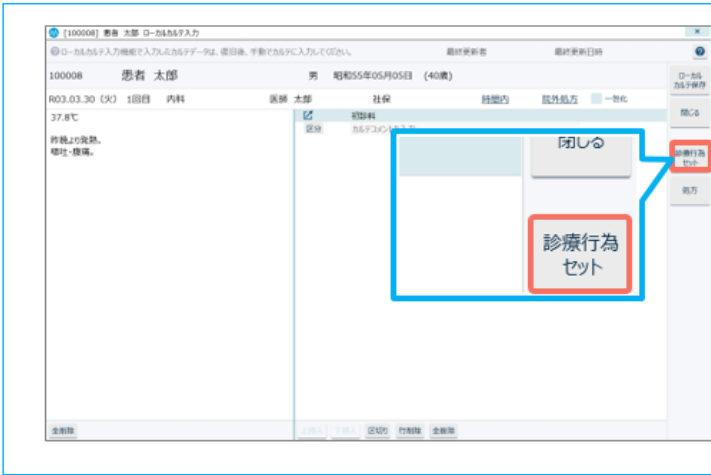 [100008] 患者 太郎 ローカルカルテ入力
ローカルカルテ入力機能で入力したカルテデータは、復旧後、手動でカルテに入力してください。 最終更新者 最終更新日時
100008 患者 太郎 男 昭和55年05月05日 (40歳)
R03.03.30 (火) 1回目 内科 医師 太郎 社保 時間内 院外処方 一包化
ローカル
カルテ保存
閉じる
診療行為
セット
処方
37.8℃
昨晩より発熱。
嘔吐・腹痛。
初診料
区分 カルテコメントを入力
閉じる
診療行為
セット
全削除 上挿入 下挿入 区切り 行削除 全削除